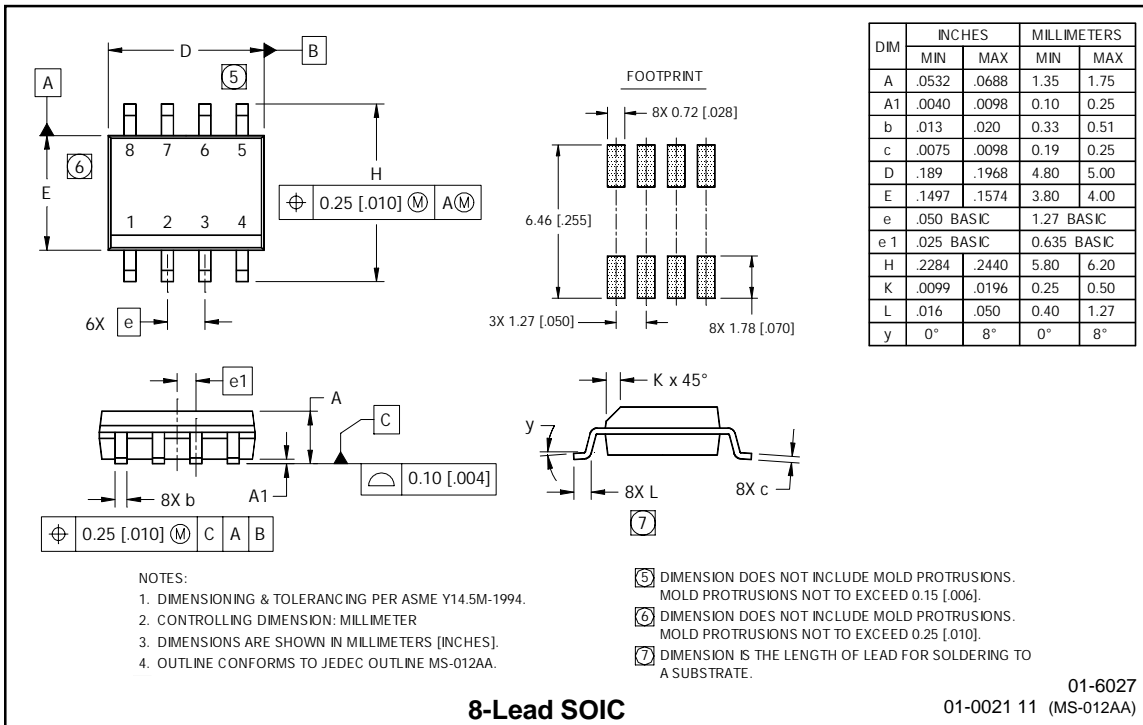 D
B
5
A
8 7 6 5
6
E
H
⌖ 0.25 [.010] Ⓜ A Ⓜ
1 2 3 4
6X e
FOOTPRINT
8X 0.72 [.028]
6.46 [.255]
3X 1.27 [.050]
8X 1.78 [.070]
DIM INCHES MILLIMETERS
MIN MAX MIN MAX
A .0532 .0688 1.35 1.75
A1 .0040 .0098 0.10 0.25
b .013 .020 0.33 0.51
c .0075 .0098 0.19 0.25
D .189 .1968 4.80 5.00
E .1497 .1574 3.80 4.00
e .050 BASIC 1.27 BASIC
e 1 .025 BASIC 0.635 BASIC
H .2284 .2440 5.80 6.20
K .0099 .0196 0.25 0.50
L .016 .050 0.40 1.27
y 0° 8° 0° 8°
e1
A
C
⌓ 0.10 [.004]
8X b
A1
⌖ 0.25 [.010] Ⓜ C A B
K x 45°
y
8X L
8X c
7
NOTES:
1. DIMENSIONING & TOLERANCING PER ASME Y14.5M-1994.
2. CONTROLLING DIMENSION: MILLIMETER
3. DIMENSIONS ARE SHOWN IN MILLIMETERS [INCHES].
4. OUTLINE CONFORMS TO JEDEC OUTLINE MS-012AA.
5 DIMENSION DOES NOT INCLUDE MOLD PROTRUSIONS.
MOLD PROTRUSIONS NOT TO EXCEED 0.15 [.006].
6 DIMENSION DOES NOT INCLUDE MOLD PROTRUSIONS.
MOLD PROTRUSIONS NOT TO EXCEED 0.25 [.010].
7 DIMENSION IS THE LENGTH OF LEAD FOR SOLDERING TO
A SUBSTRATE.
8-Lead SOIC
01-6027
01-0021 11 (MS-012AA)